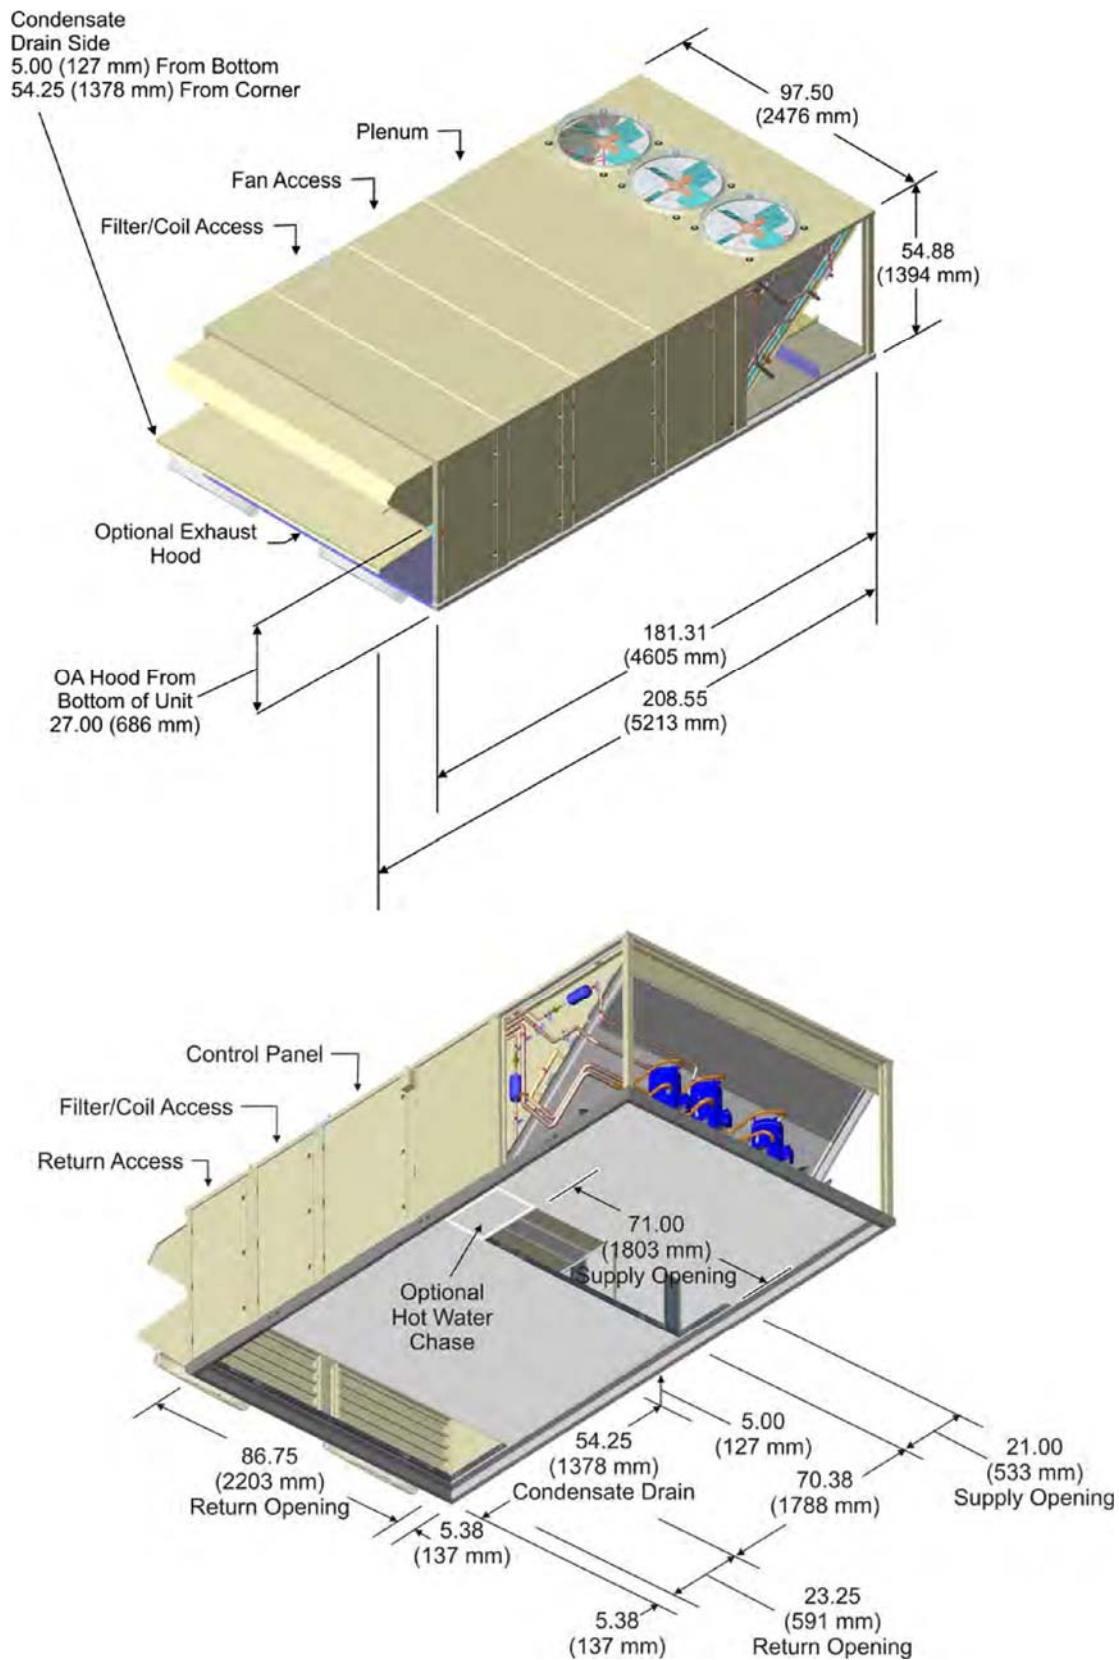 Condensate
Drain Side
5.00 (127 mm) From Bottom
54.25 (1378 mm) From Corner
97.50
(2476 mm)
Plenum
Fan Access
Filter/Coil Access
54.88
(1394 mm)
Optional Exhaust
Hood
OA Hood From
Bottom of Unit
27.00 (686 mm)
181.31
(4605 mm)
208.55
(5213 mm)
Control Panel
Filter/Coil Access
Return Access
71.00
(1803 mm)
Supply Opening
Optional
Hot Water
Chase
86.75
(2203 mm)
Return Opening
5.38
(137 mm)
54.25
(1378 mm)
Condensate Drain
5.00
(127 mm)
21.00
(533 mm)
Supply Opening
70.38
(1788 mm)
23.25
(591 mm)
Return Opening
5.38
(137 mm)